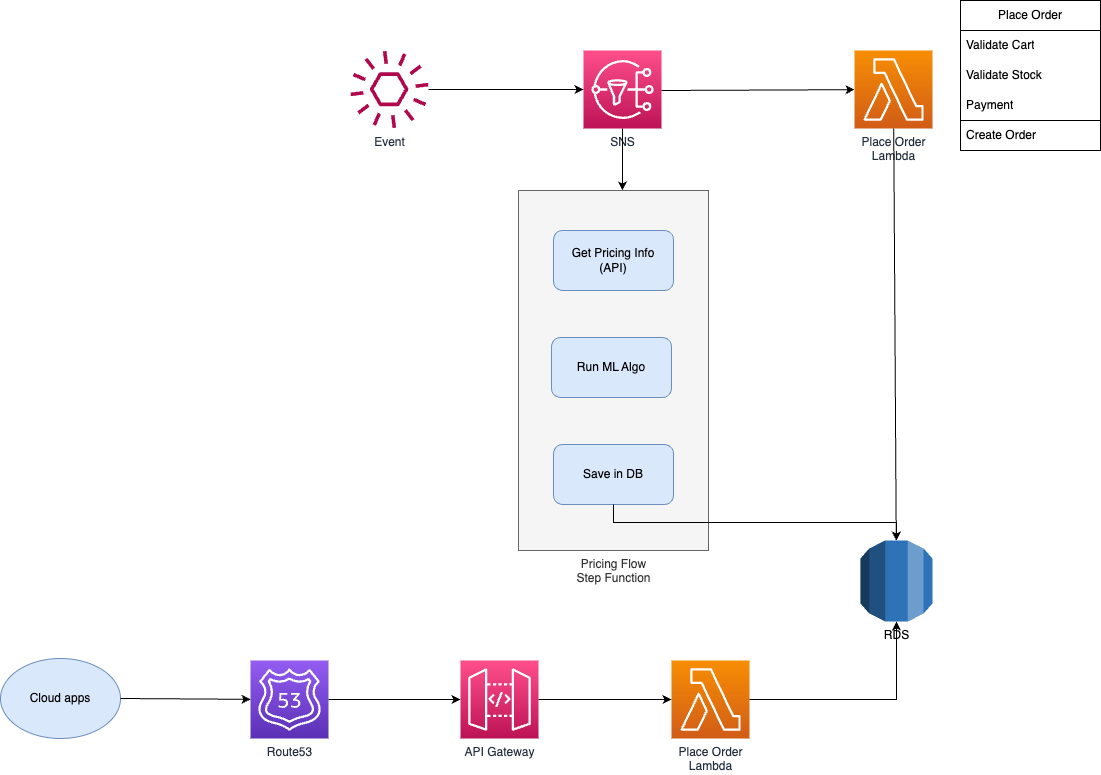 Place Order
Validate Cart
Validate Stock
Payment
Create Order
Event
SNS
Place Order
Lambda
Get Pricing Info
(API)
Run ML Algo
Save in DB
Pricing Flow
Step Function
RDS
Cloud apps
53
Route53
</>
API Gateway
Place Order
Lambda